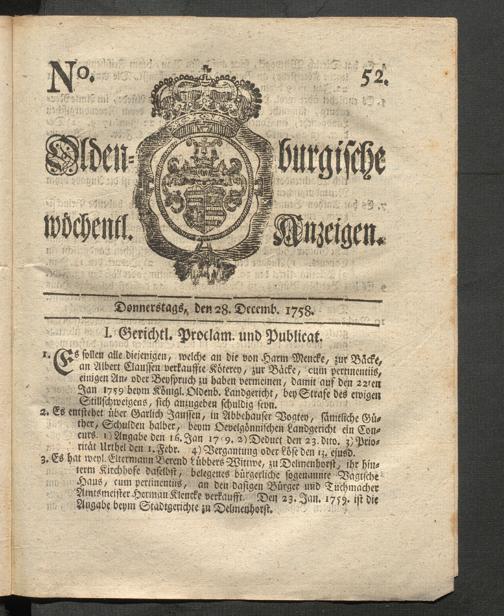 No. 52.
Olden- burgische
wöchentl. Anzeigen.
Donnerstags, den 28. Decemb. 1758.
I. Gerichtl. Proclam. und Publicat.
1. Es sollen alle diejenigen, welche an die von Harm Mencke, zur Bäcke,
an Albert Claussen verkauffte Köterey, zur Bäcke, cum pertinentiis,
einigen An- oder Beyspruch zu haben vermeinen, damit auf den 22ten
Jan 1759 beym Königl. Oldenb. Landgericht, bey Strafe des ewigen
Stillschweigens, sich anzugeben schuldig seyn.
2. Es entstehet über Garlich Janssen, in Abbehauser Vogtey, sämtliche Gü-
ther, Schulden halber, beym Oevelgönnischen Landgericht ein Con-
curs. 1) Angabe den 16. Jan 1759. 2) Deduct den 23. dito. 3) Prio-
rität Urthel den 1. Febr. 4) Vergantung oder Löse den 15. ejusd.
3. Es hat weyl. Eltermann Berend Lübbers Wittwe, zu Delmenhorst, ihr hin-
term Kirchhofe daselbst, belegenes bürgerliche sogenannte Vagtische
Haus, cum pertinentiis, an den dasigen Bürger und Tuchmacher
Amtsmeister Herman Klencke verkaufft. Den 23. Jan. 1759. ist die
Angabe beym Stadtgerichte zu Delmenhorst.